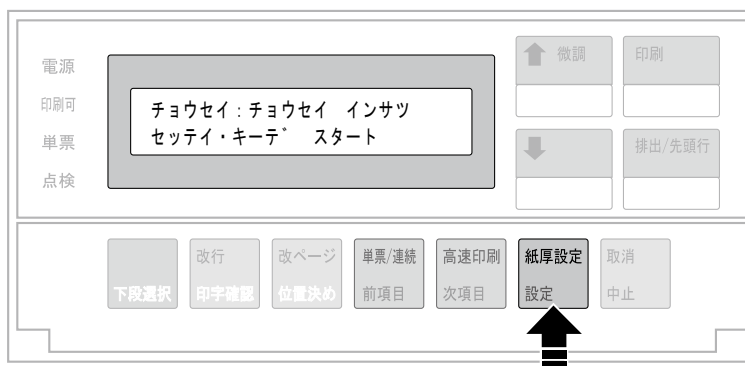 電源
印刷可
単票
点検
チョウセイ：チョウセイ　インサツ
セッテイ・キーデ゛　スタート
微調
印刷
排出/先頭行
下段選択
改行
印字確認
改ページ
位置決め
単票/連続
前項目
高速印刷
次項目
紙厚設定
設定
取消
中止